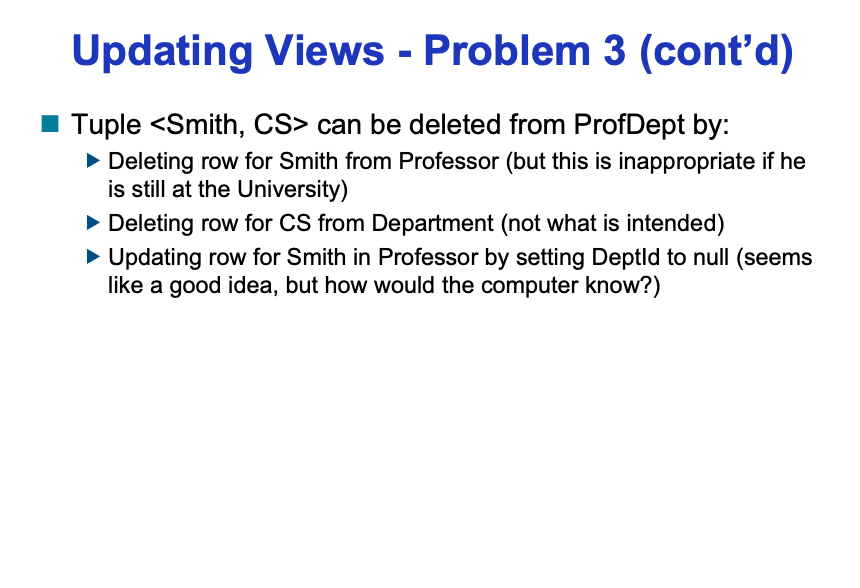 Updating Views - Problem 3 (cont’d)
Tuple <Smith, CS> can be deleted from ProfDept by:
Deleting row for Smith from Professor (but this is inappropriate if he
is still at the University)
Deleting row for CS from Department (not what is intended)
Updating row for Smith in Professor by setting DeptId to null (seems
like a good idea, but how would the computer know?)